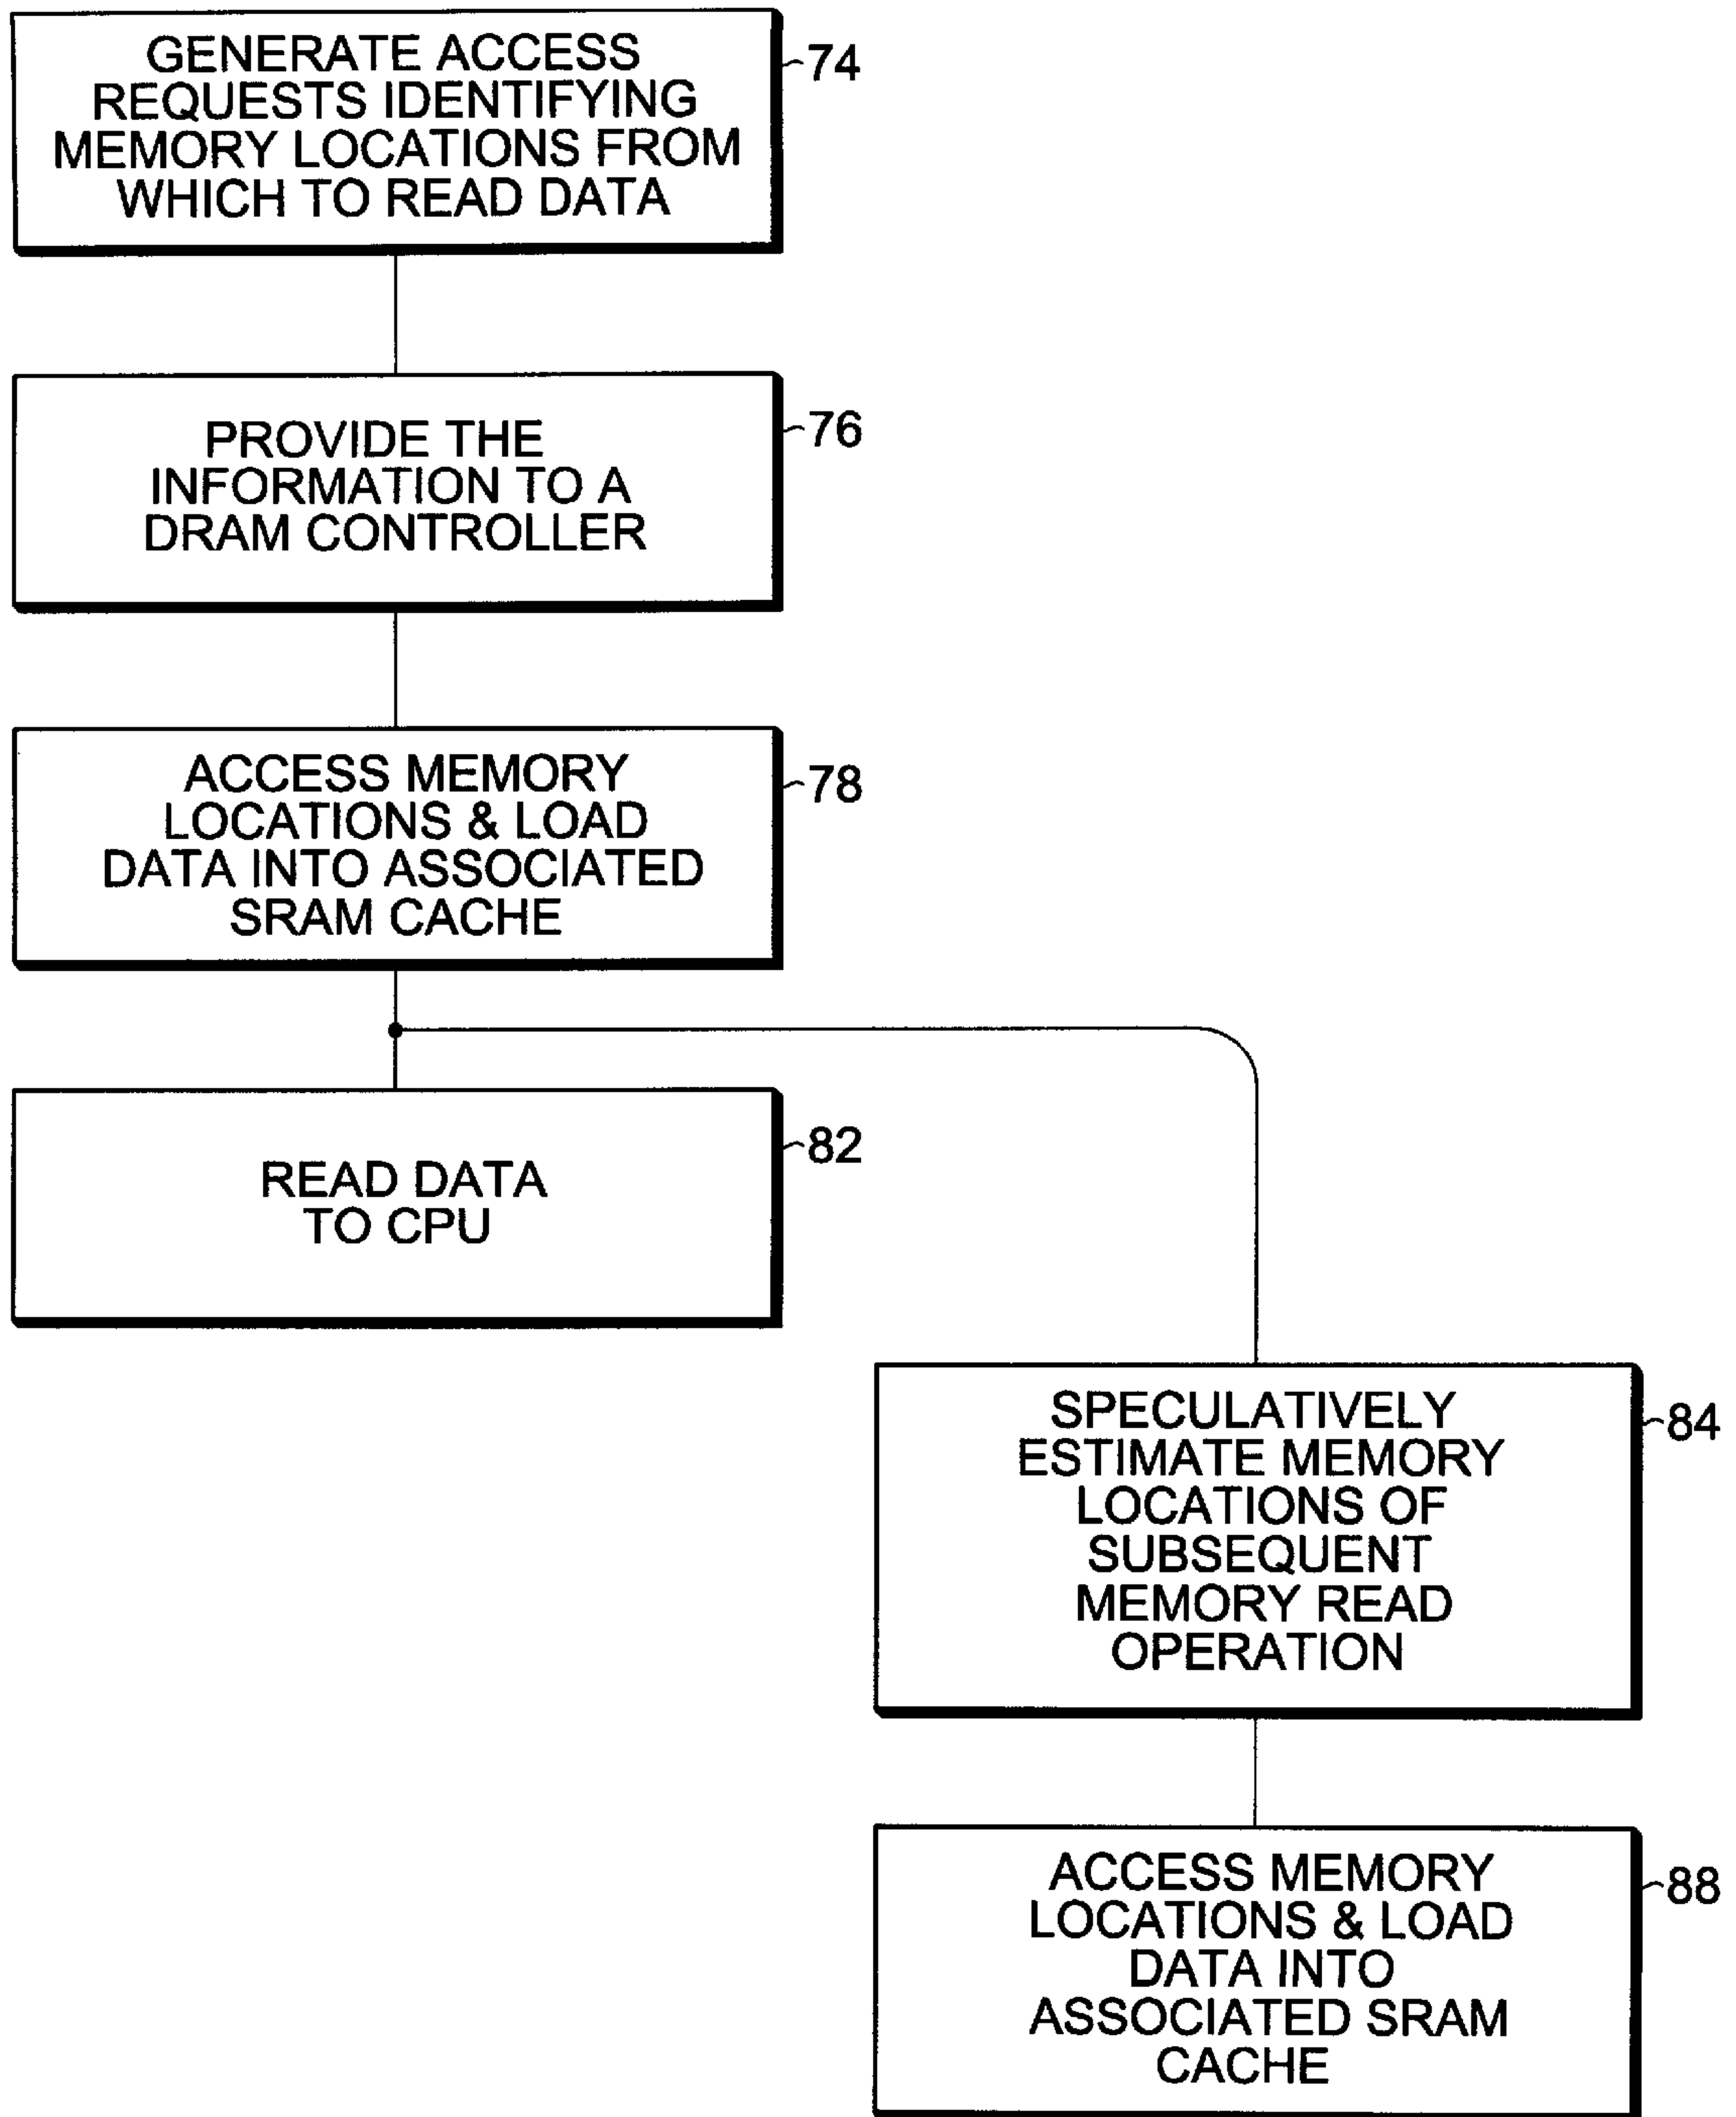 GENERATE ACCESS
REQUESTS IDENTIFYING
MEMORY LOCATIONS FROM
WHICH TO READ DATA
74
PROVIDE THE
INFORMATION TO A
DRAM CONTROLLER
76
ACCESS MEMORY
LOCATIONS & LOAD
DATA INTO ASSOCIATED
SRAM CACHE
78
READ DATA
TO CPU
82
SPECULATIVELY
ESTIMATE MEMORY
LOCATIONS OF
SUBSEQUENT
MEMORY READ
OPERATION
84
ACCESS MEMORY
LOCATIONS & LOAD
DATA INTO
ASSOCIATED SRAM
CACHE
88